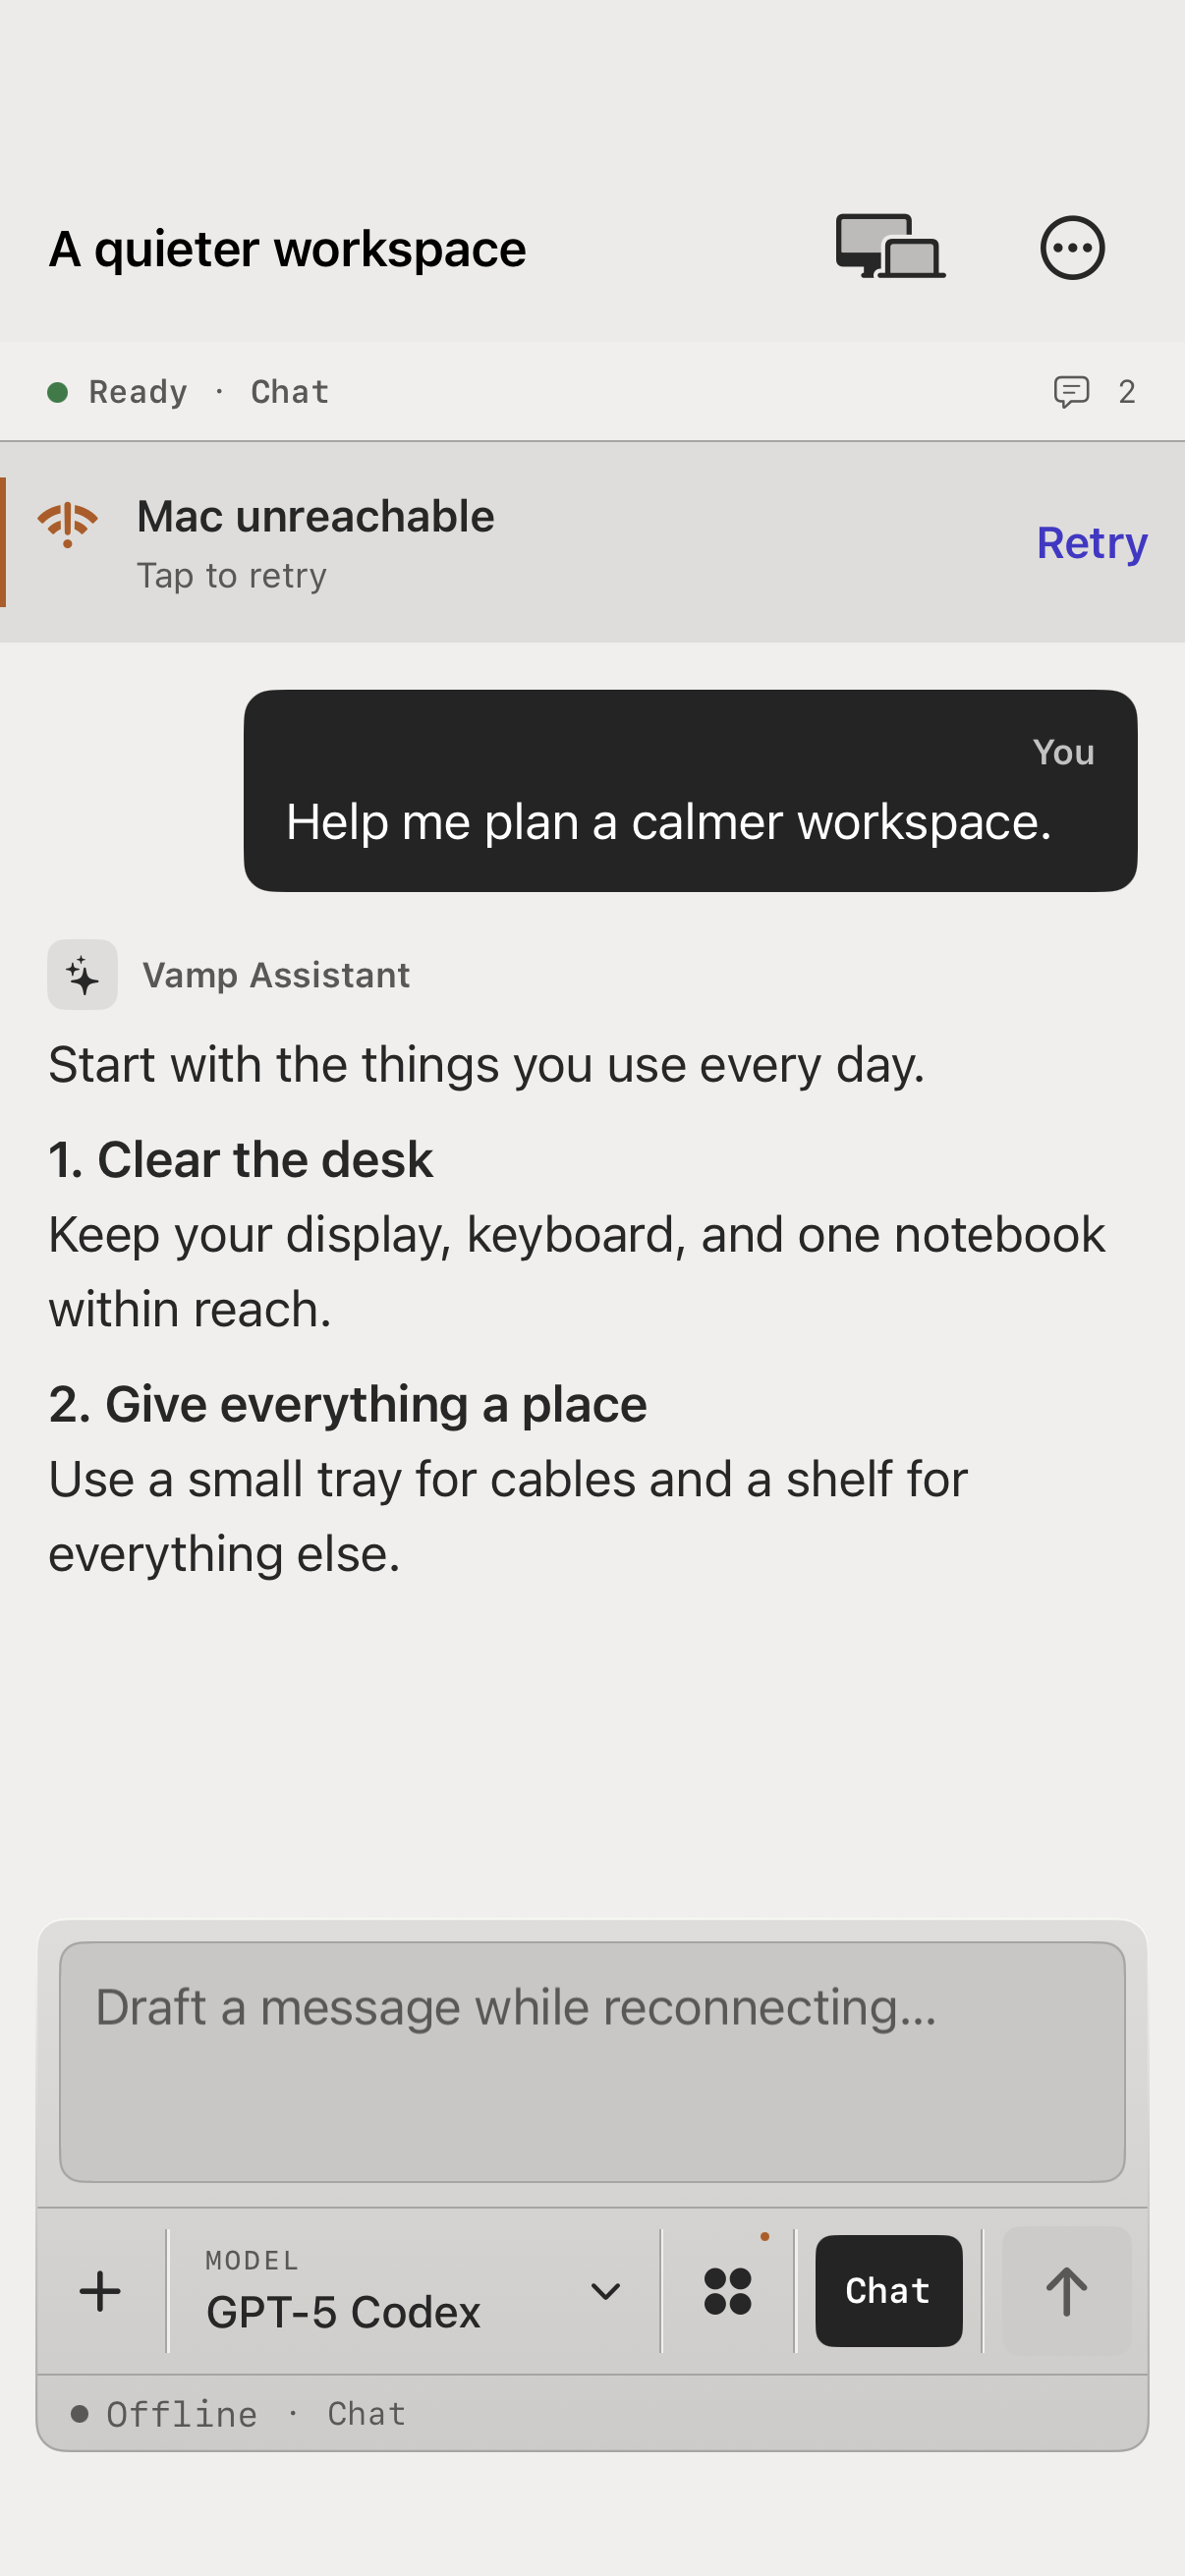 A quieter workspace
Ready · Chat
2
Mac unreachable
Tap to retry
Retry
You
Help me plan a calmer workspace.
Vamp Assistant
Start with the things you use every day.
1. Clear the desk
Keep your display, keyboard, and one notebook
within reach.
2. Give everything a place
Use a small tray for cables and a shelf for
everything else.
Draft a message while reconnecting...
MODEL
GPT-5 Codex
Chat
Offline · Chat